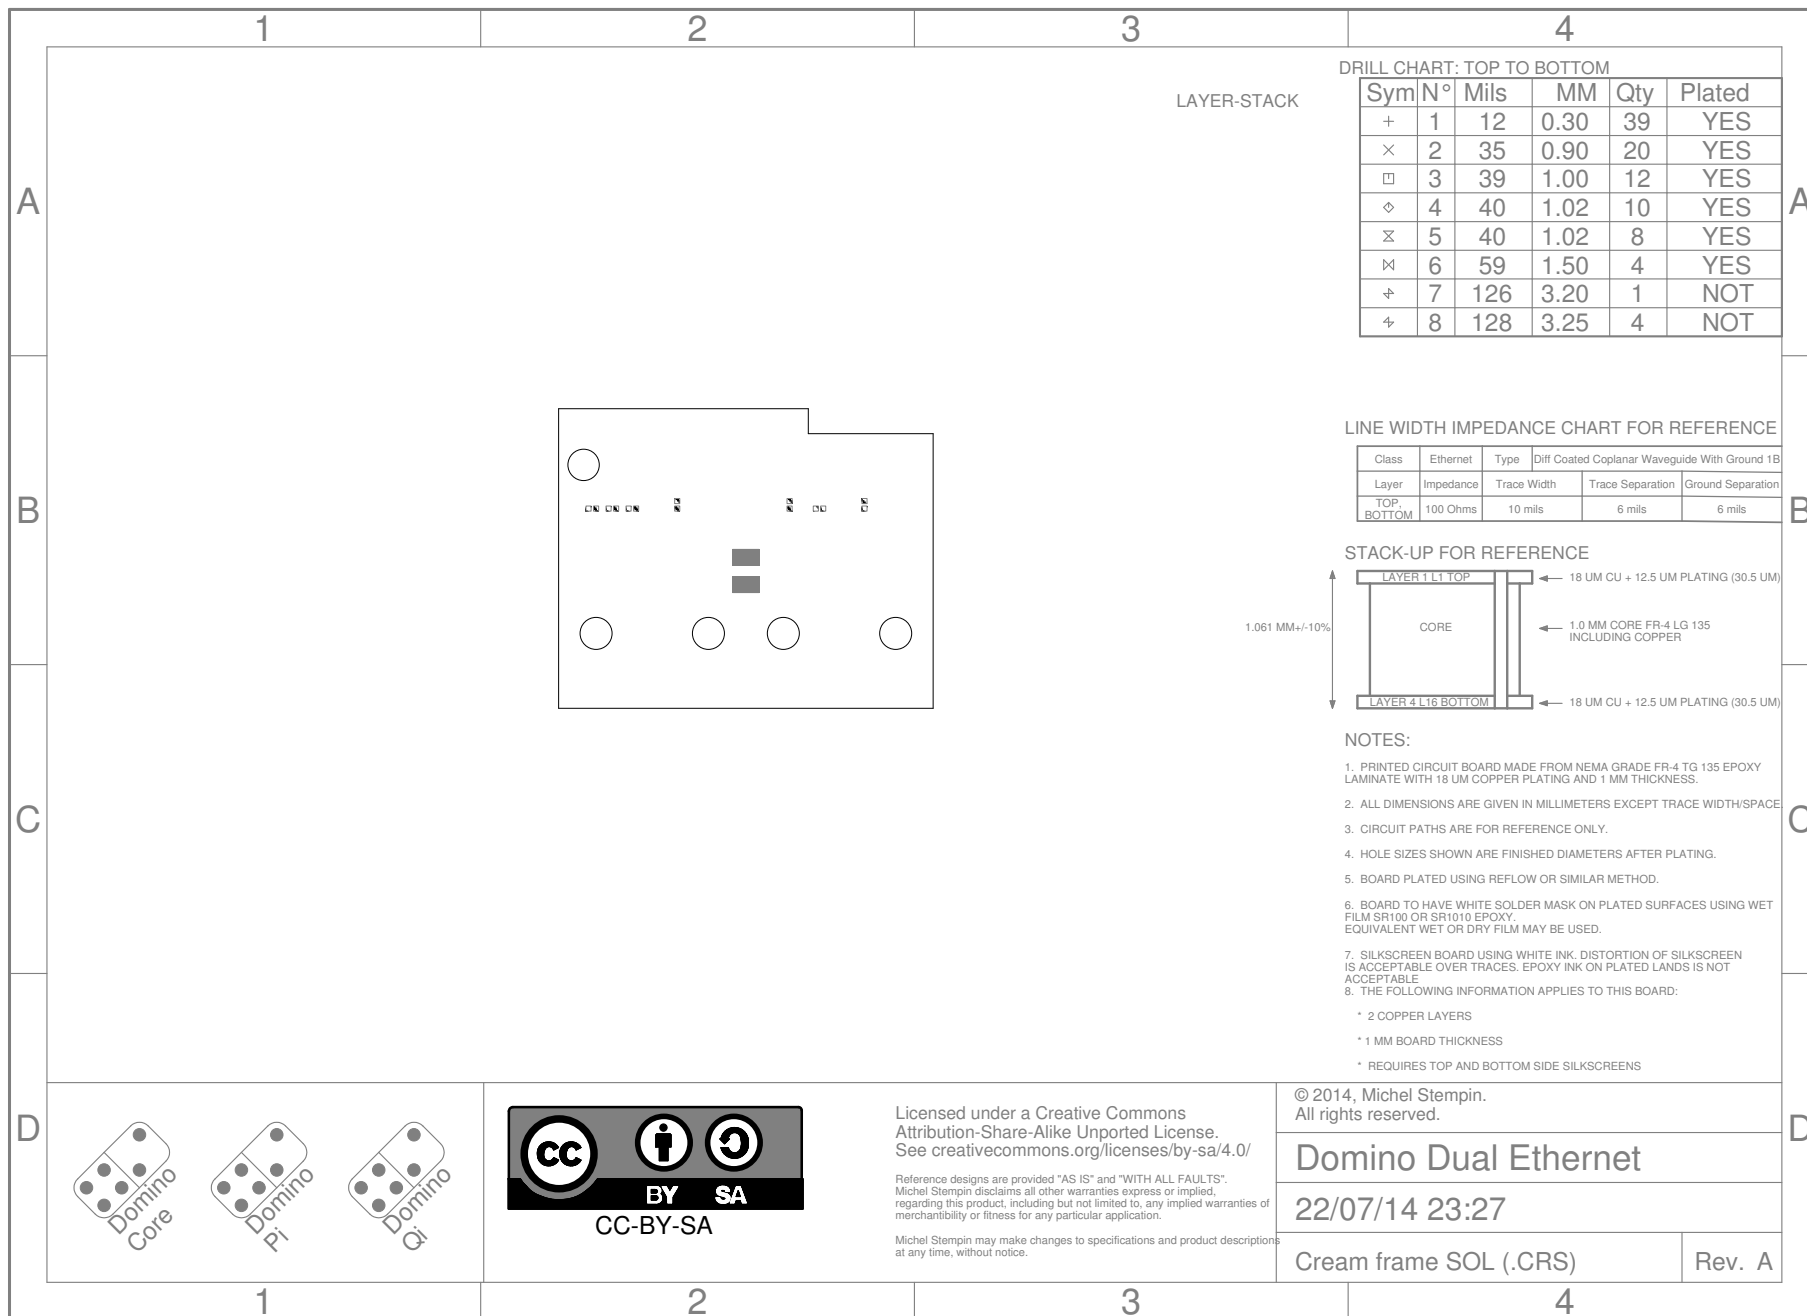 1 2 3 4
A
B
C
D
A
B
C
D
LAYER-STACK
DRILL CHART: TOP TO BOTTOM
Sym N° Mils MM Qty Plated
1 12 0.30 39 YES
2 35 0.90 20 YES
3 39 1.00 12 YES
4 40 1.02 10 YES
5 40 1.02 8 YES
6 59 1.50 4 YES
7 126 3.20 1 NOT
8 128 3.25 4 NOT
LINE WIDTH IMPEDANCE CHART FOR REFERENCE
Class Ethernet Type Diff Coated Coplanar Waveguide With Ground 1B
Layer Impedance Trace Width Trace Separation Ground Separation
TOP,
BOTTOM 100 Ohms 10 mils 6 mils 6 mils
STACK-UP FOR REFERENCE
LAYER 1 L1 TOP 18 UM CU + 12.5 UM PLATING (30.5 UM)
1.061 MM+/-10% CORE 1.0 MM CORE FR-4 LG 135
INCLUDING COPPER
LAYER 4 L16 BOTTOM 18 UM CU + 12.5 UM PLATING (30.5 UM)
NOTES:
1. PRINTED CIRCUIT BOARD MADE FROM NEMA GRADE FR-4 TG 135 EPOXY
LAMINATE WITH 18 UM COPPER PLATING AND 1 MM THICKNESS.
2. ALL DIMENSIONS ARE GIVEN IN MILLIMETERS EXCEPT TRACE WIDTH/SPACE
3. CIRCUIT PATHS ARE FOR REFERENCE ONLY.
4. HOLE SIZES SHOWN ARE FINISHED DIAMETERS AFTER PLATING.
5. BOARD PLATED USING REFLOW OR SIMILAR METHOD.
6. BOARD TO HAVE WHITE SOLDER MASK ON PLATED SURFACES USING WET
FILM SR100 OR SR1010 EPOXY.
EQUIVALENT WET OR DRY FILM MAY BE USED.
7. SILKSCREEN BOARD USING WHITE INK. DISTORTION OF SILKSCREEN
IS ACCEPTABLE OVER TRACES. EPOXY INK ON PLATED LANDS IS NOT
ACCEPTABLE
8. THE FOLLOWING INFORMATION APPLIES TO THIS BOARD:
* 2 COPPER LAYERS
* 1 MM BOARD THICKNESS
* REQUIRES TOP AND BOTTOM SIDE SILKSCREENS
Domino
Core
Domino
Pi
Domino
Qi
cc
BY SA
CC-BY-SA
Licensed under a Creative Commons
Attribution-Share-Alike Unported License.
See creativecommons.org/licenses/by-sa/4.0/
Reference designs are provided "AS IS" and "WITH ALL FAULTS".
Michel Stempin disclaims all other warranties express or implied,
regarding this product, including but not limited to, any implied warranties of
merchantibility or fitness for any particular application.
Michel Stempin may make changes to specifications and product descriptions
at any time, without notice.
© 2014, Michel Stempin.
All rights reserved.
Domino Dual Ethernet
22/07/14 23:27
Cream frame SOL (.CRS) Rev. A
1 2 3 4